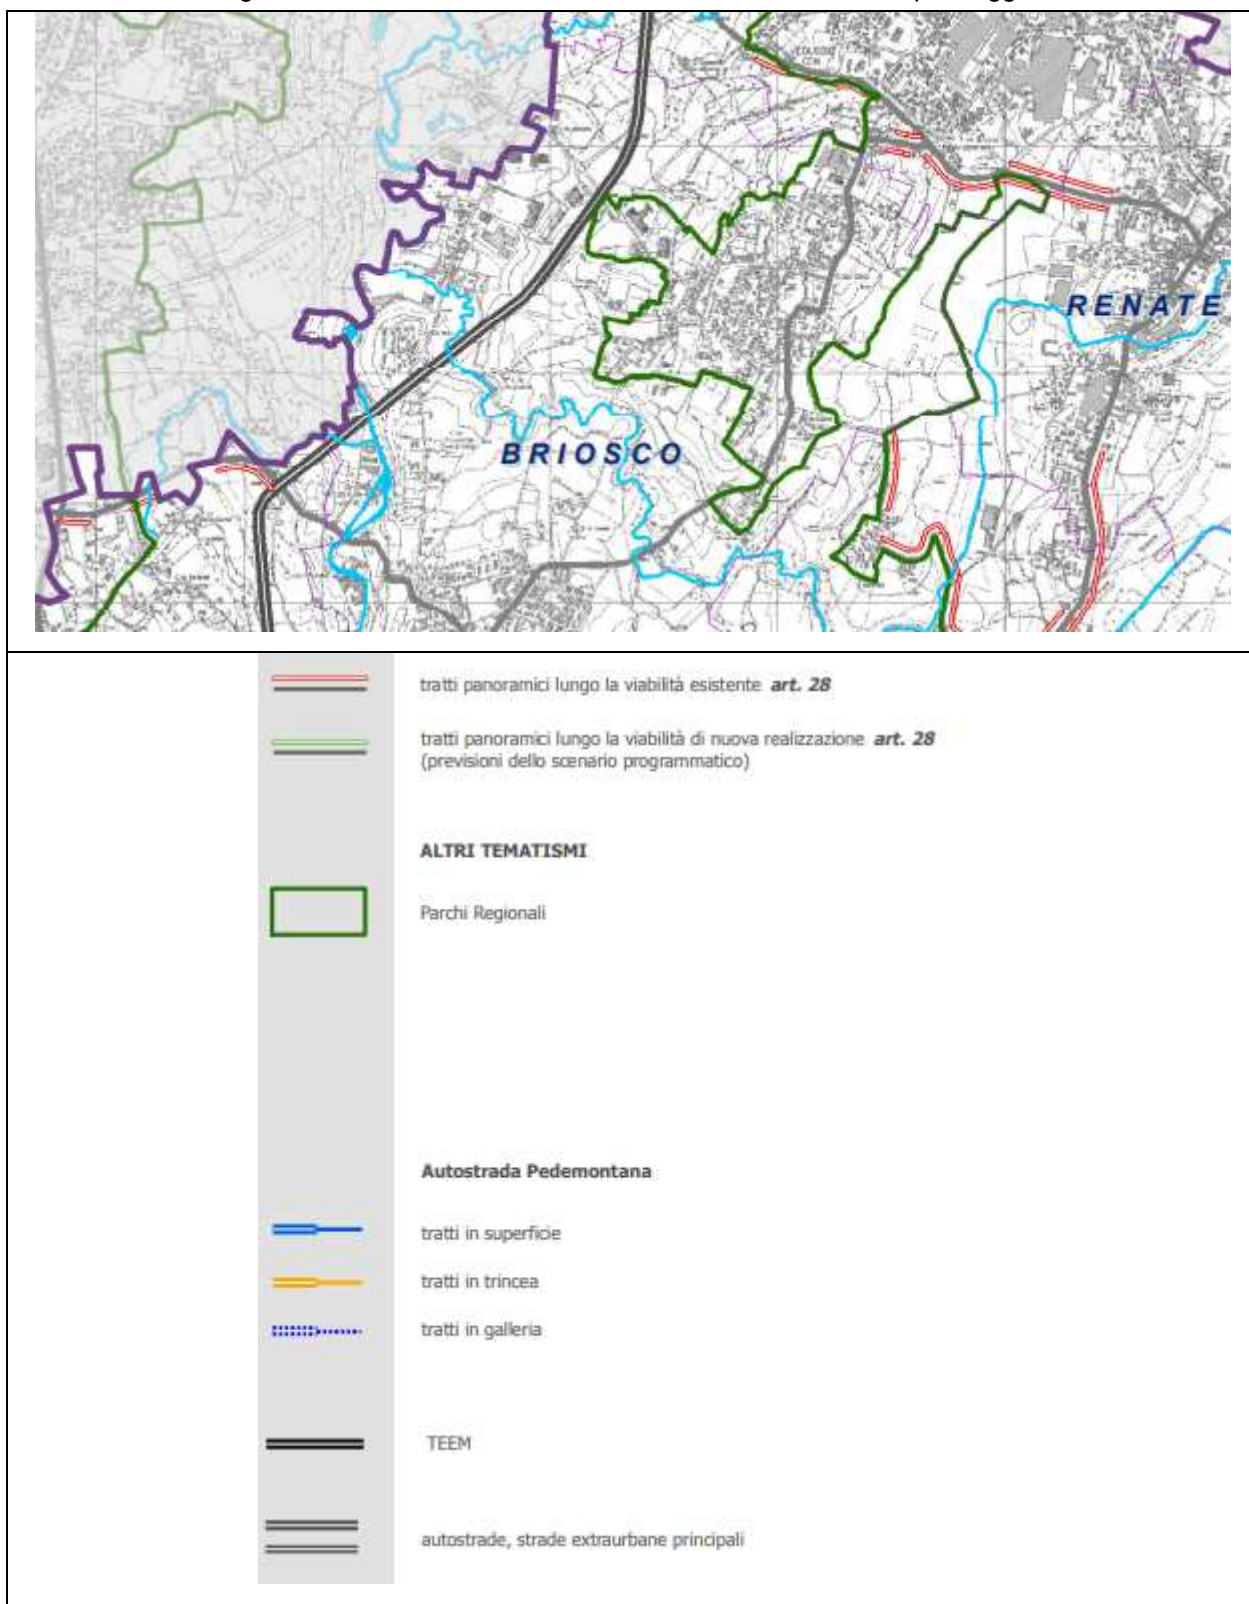 RENATE
BRIOSCO
tratti panoramici lungo la viabilità esistente art. 28
tratti panoramici lungo la viabilità di nuova realizzazione art. 28
(previsioni dello scenario programmatico)
ALTRI TEMATISMI
Parchi Regionali
Autostrada Pedemontana
tratti in superficie
tratti in trincea
tratti in galleria
TEEM
autostrade, strade extraurbane principali